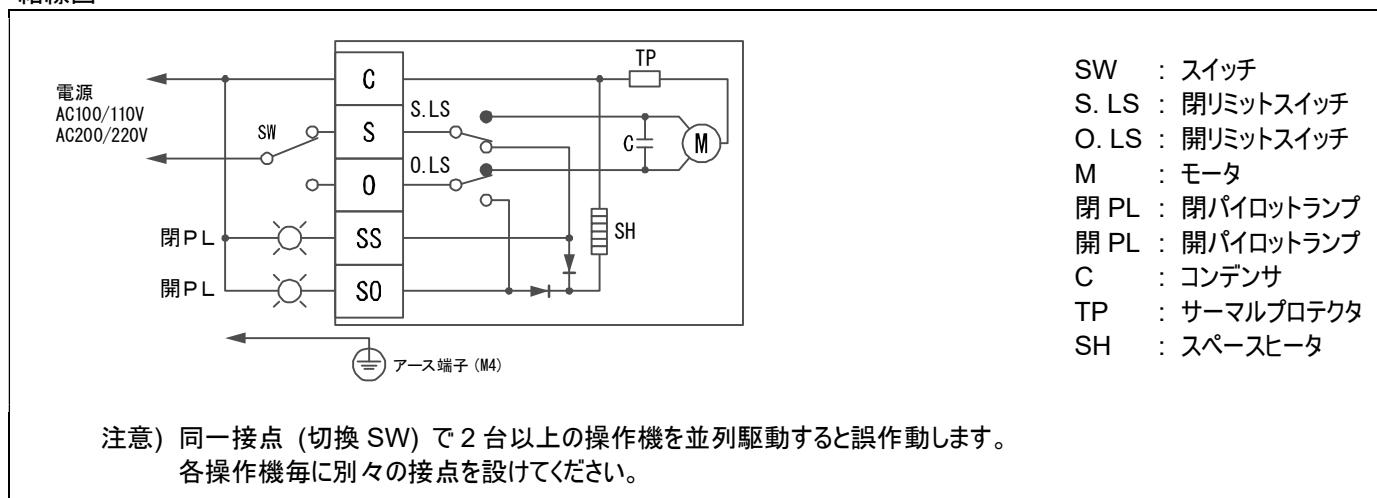 電源
AC100/110V
AC200/220V
SW
C
S
O
SS
SO
S.LS
O.LS
TP
C
M
SH
閉PL
開PL
アース端子 (M4)
SW : スイッチ
S. LS : 閉リミットスイッチ
O. LS : 開リミットスイッチ
M : モータ
閉 PL : 閉パイロットランプ
開 PL : 開パイロットランプ
C : コンデンサ
TP : サーマルプロテクタ
SH : スペースヒータ
注意) 同一接点 (切換 SW) で 2 台以上の操作機を並列駆動すると誤作動します。
各操作機毎に別々の接点を設けてください。